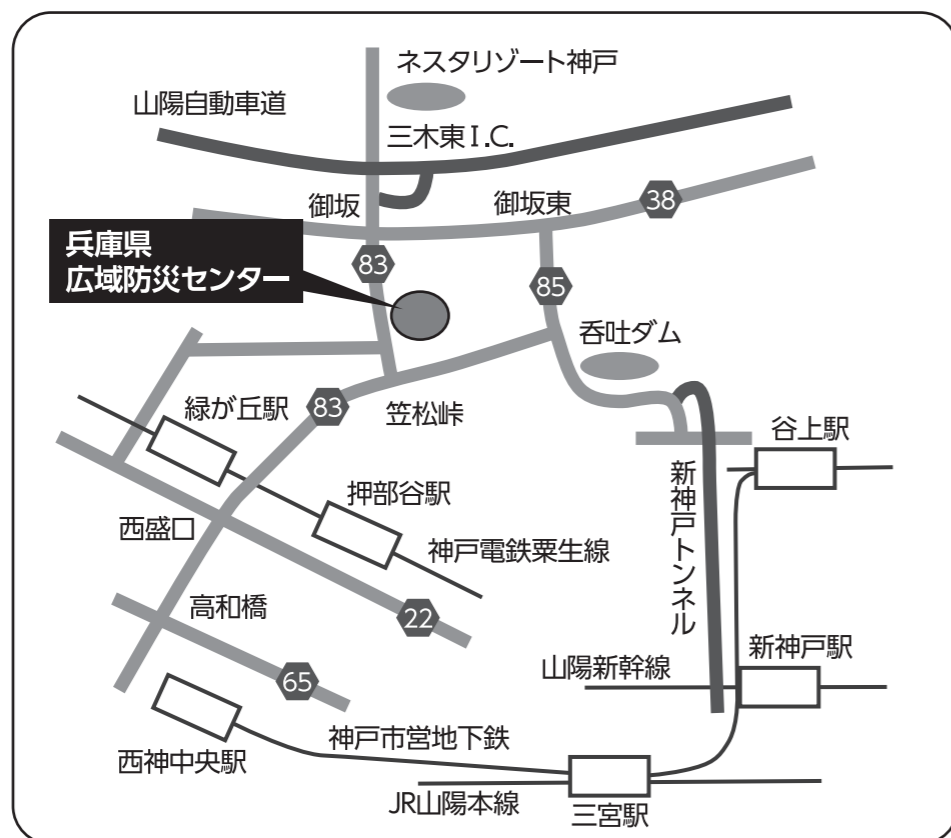 ネスタリゾート神戸
山陽自動車道
三木東I.C.
御坂
御坂東
38
兵庫県
広域防災センター
83
85
呑吐ダム
緑が丘駅
83
笠松峠
谷上駅
押部谷駅
新神戸トンネル
西盛口
神戸電鉄粟生線
高和橋
22
新神戸駅
山陽新幹線
65
神戸市営地下鉄
西神中央駅
JR山陽本線
三宮駅